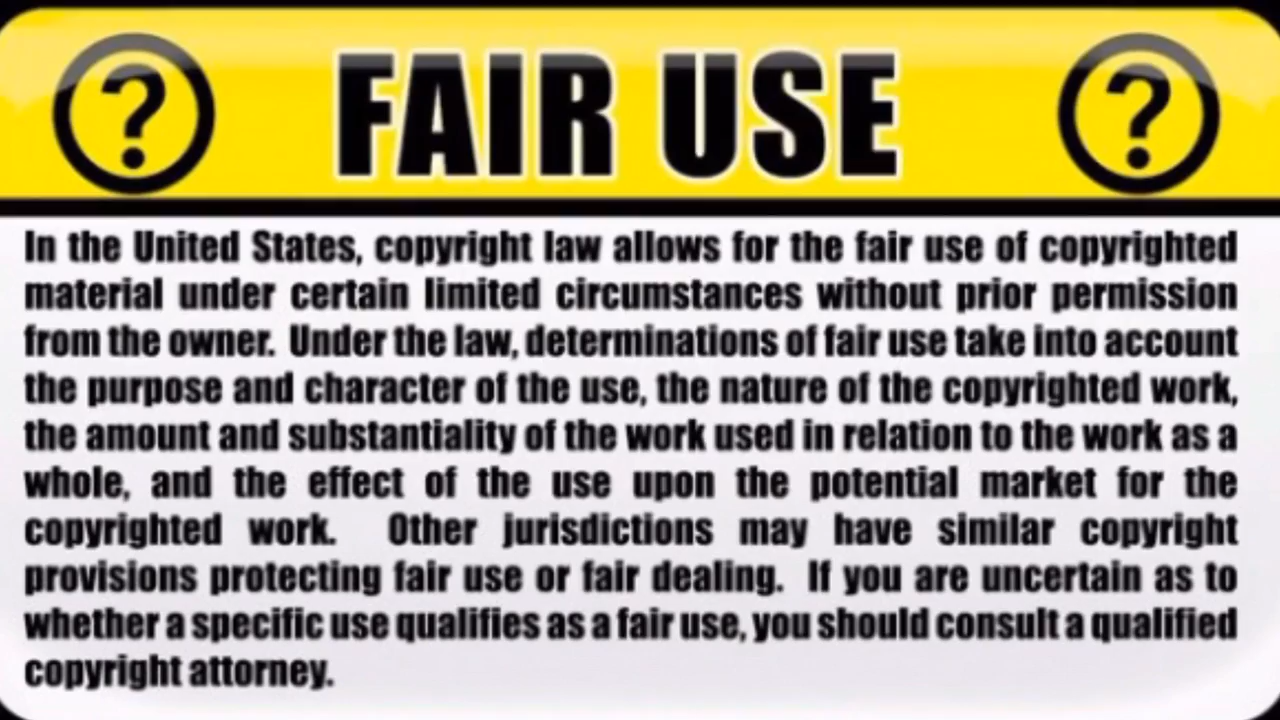 ? FAIR USE ?
In the United States, copyright law allows for the fair use of copyrighted
material under certain limited circumstances without prior permission
from the owner. Under the law, determinations of fair use take into account
the purpose and character of the use, the nature of the copyrighted work,
the amount and substantiality of the work used in relation to the work as a
whole, and the effect of the use upon the potential market for the
copyrighted work. Other jurisdictions may have similar copyright
provisions protecting fair use or fair dealing. If you are uncertain as to
whether a specific use qualifies as a fair use, you should consult a qualified
copyright attorney.